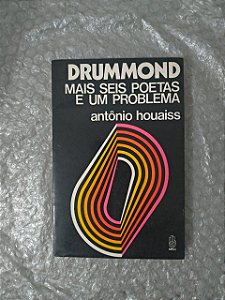 DRUMMOND
MAIS SEIS POETAS
E UM PROBLEMA
antônio houaiss